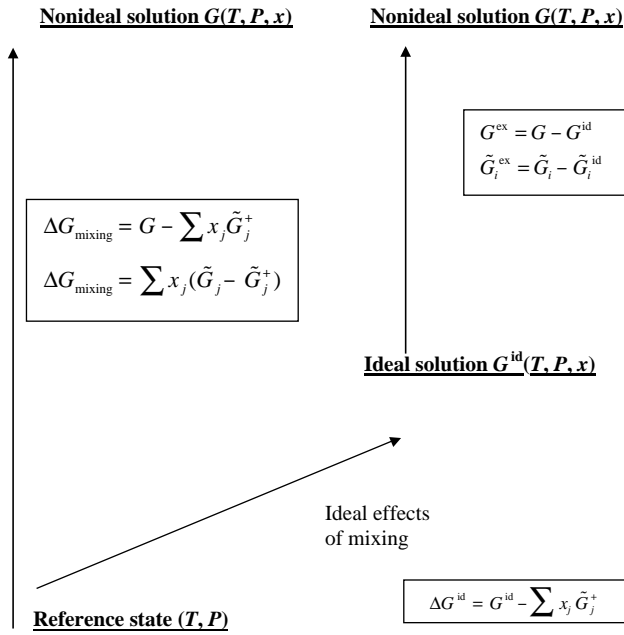 Nonideal solution G(T, P, x)
Nonideal solution G(T, P, x)
G^ex = G − G^id
G̃_i^ex = G̃_i − G̃_i^id
ΔG_mixing = G − ∑ x_j G̃_j^+
ΔG_mixing = ∑ x_j (G̃_j − G̃_j^+)
Ideal solution G^id(T, P, x)
Ideal effects
of mixing
Reference state (T, P)
ΔG^id = G^id − ∑ x_j G̃_j^+